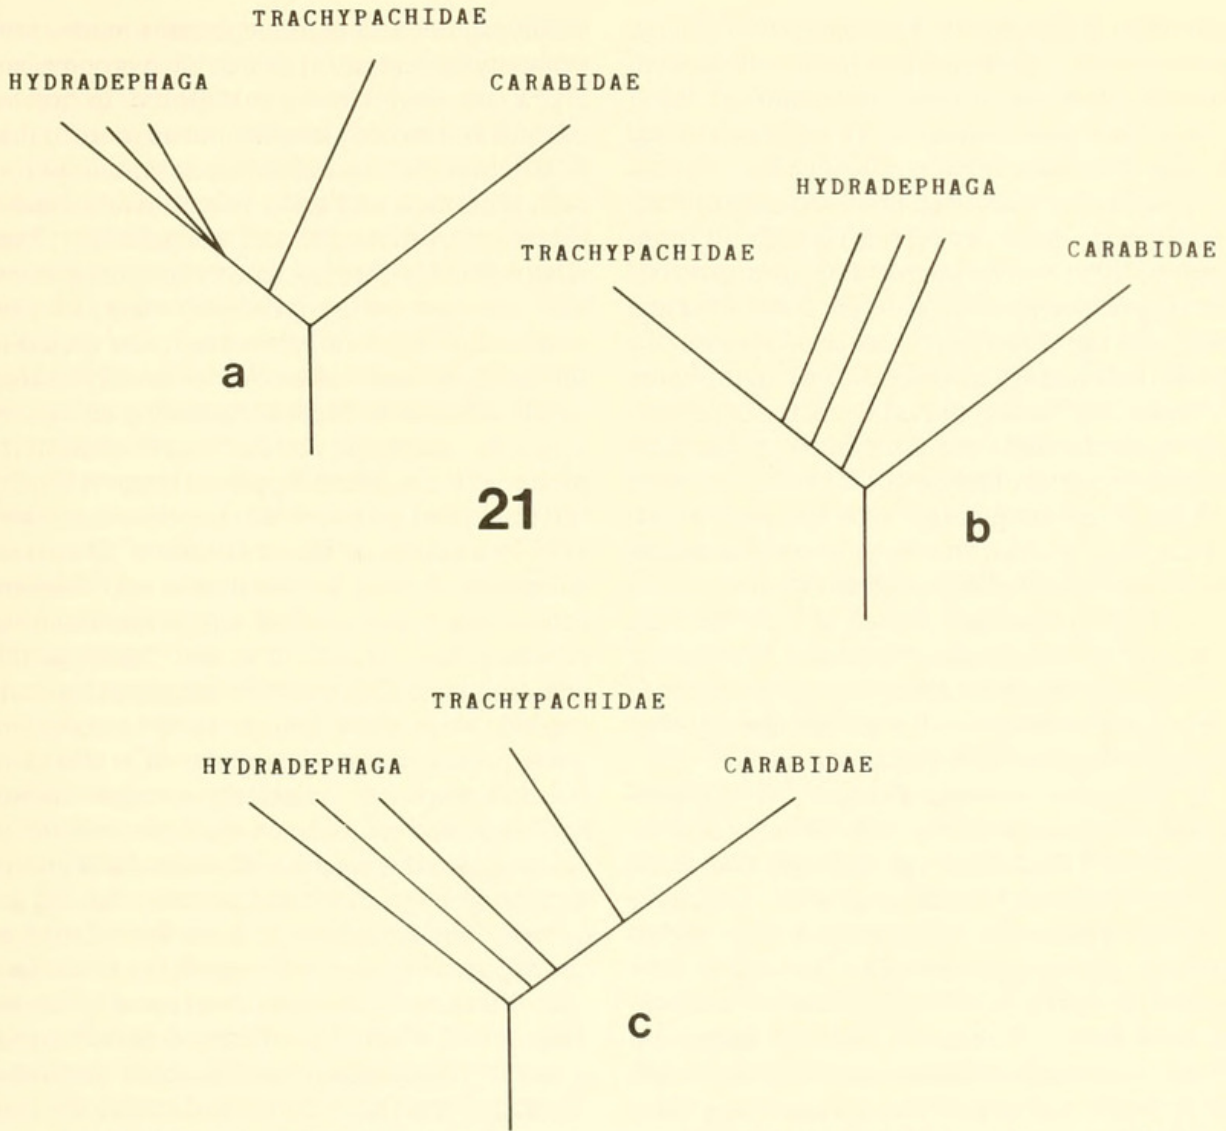 TRACHYPACHIDAE
HYDRADEPHAGA
CARABIDAE
a
HYDRADEPHAGA
TRACHYPACHIDAE
CARABIDAE
b
21
TRACHYPACHIDAE
HYDRADEPHAGA
CARABIDAE
c